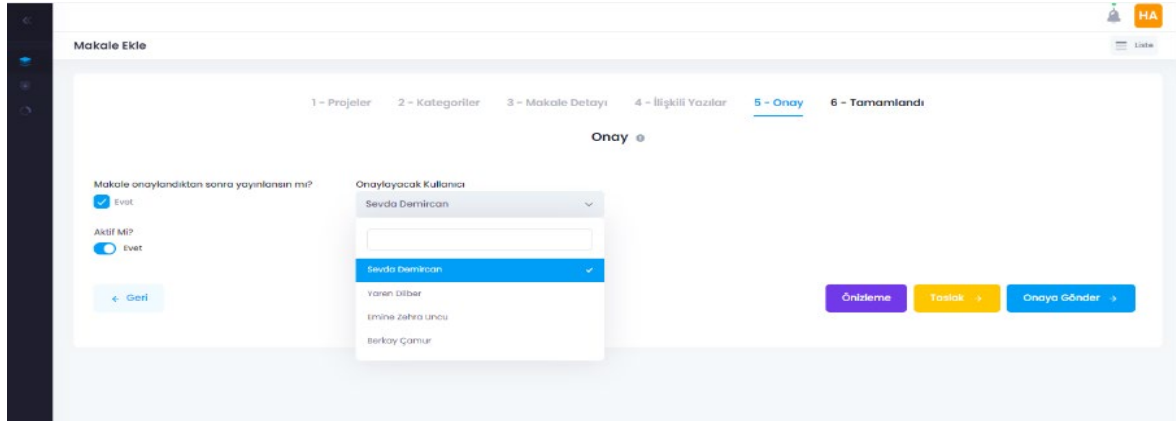 HA
Makale Ekle
Liste
1 - Projeler 2 - Kategoriler 3 - Makale Detayı 4 - İlişkili Yazılar 5 - Onay 6 - Tamamlandı
Onay
Makale onaylandıktan sonra yayınlansın mı? Onaylayacak Kullanıcı
Evet Sevda Demircan
Aktif Mi?
Evet
Sevda Demircan
Yaren Dilber
Emine Zehra Uncu
Berkay Çamur
← Geri Önizleme Taslak → Onaya Gönder →